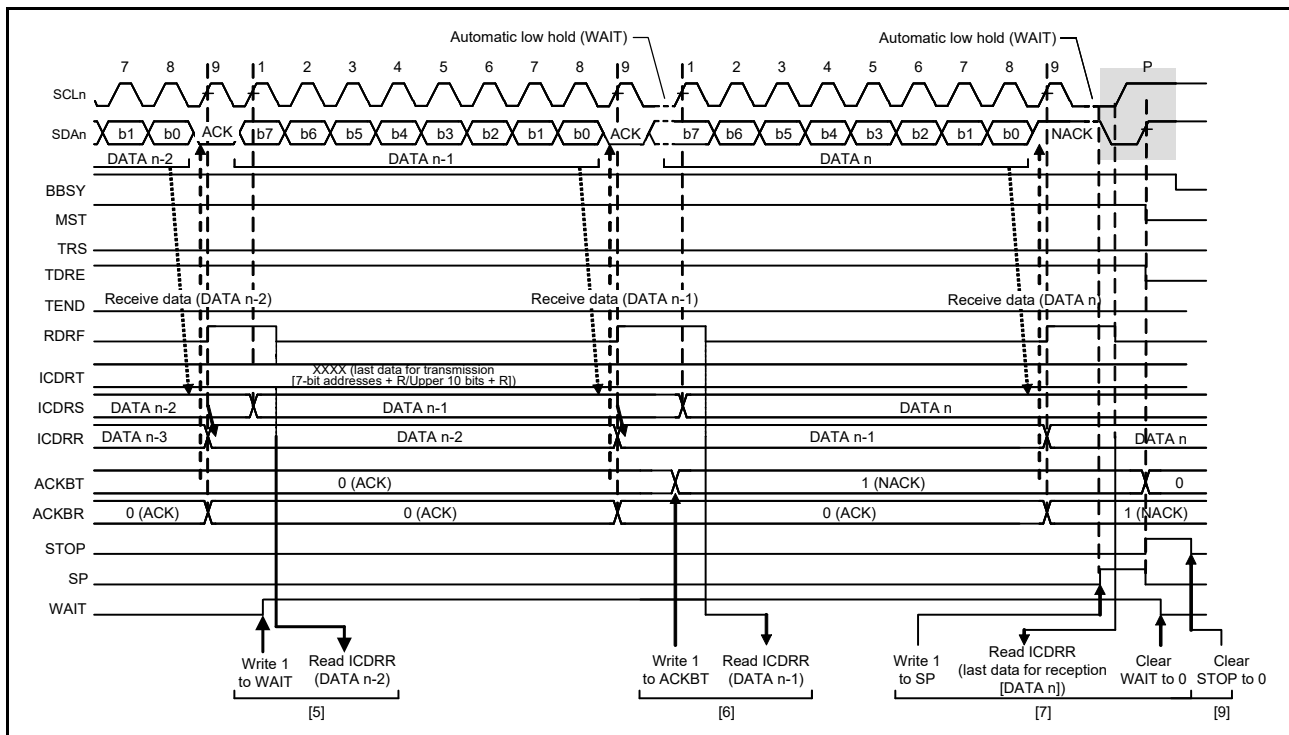 Automatic low hold (WAIT)
Automatic low hold (WAIT)
7 8 9 1 2 3 4 5 6 7 8 9 1 2 3 4 5 6 7 8 9 P
SCLn
SDAn b1 b0 ACK b7 b6 b5 b4 b3 b2 b1 b0 ACK b7 b6 b5 b4 b3 b2 b1 b0 NACK
DATA n-2 DATA n-1 DATA n
BBSY
MST
TRS
TDRE
Receive data (DATA n-2) Receive data (DATA n-1) Receive data (DATA n)
TEND
RDRF
XXXX (last data for transmission
ICDRT [7-bit addresses + R/Upper 10 bits + R])
ICDRS DATA n-2 DATA n-1 DATA n
ICDRR DATA n-3 DATA n-2 DATA n-1 DATA n
ACKBT 0 (ACK) 1 (NACK) 0
ACKBR 0 (ACK) 0 (ACK) 0 (ACK) 1 (NACK)
STOP
SP
WAIT
Write 1
to WAIT
Read ICDRR
(DATA n-2)
[5]
Write 1
to ACKBT
Read ICDRR
(DATA n-1)
[6]
Write 1
to SP
Read ICDRR
(last data for reception
[DATA n])
Clear
WAIT to 0
[7]
Clear
STOP to 0
[9]